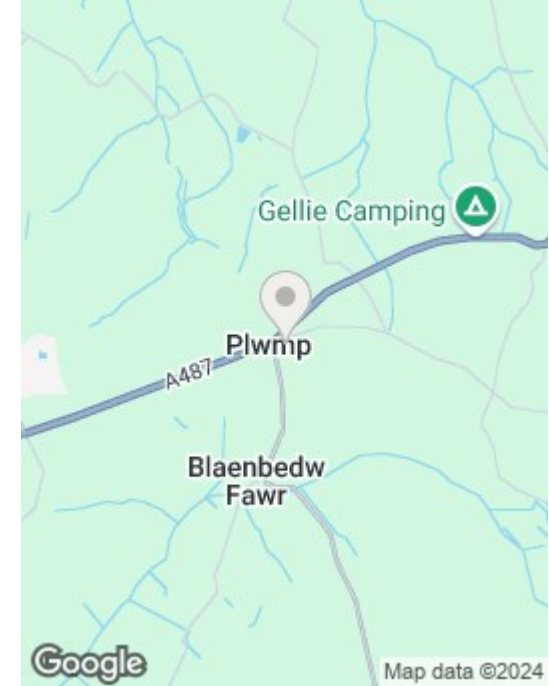 Gellie Camping
Plwmp
A487
Blaenbedw
Fawr
Google
Map data ©2024